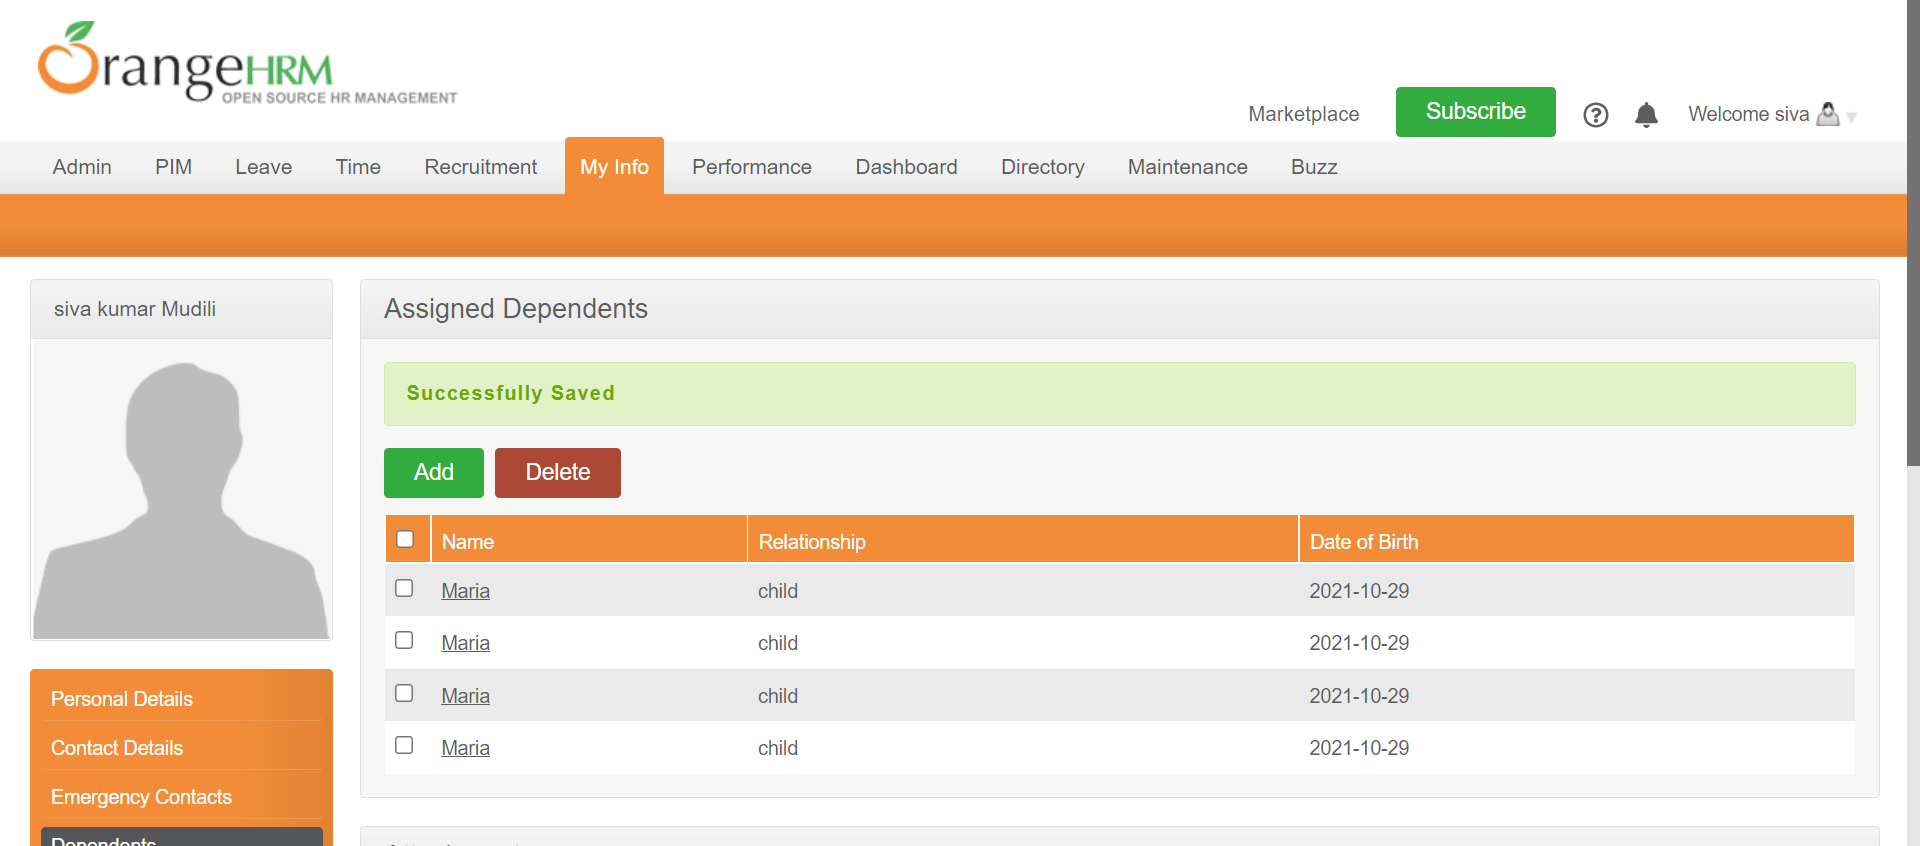 OrangeHRM
OPEN SOURCE HR MANAGEMENT
Marketplace
Subscribe
Welcome siva
Admin PIM Leave Time Recruitment My Info Performance Dashboard Directory Maintenance Buzz
siva kumar Mudili
Assigned Dependents
Successfully Saved
Add Delete
Name Relationship Date of Birth
Maria child 2021-10-29
Maria child 2021-10-29
Maria child 2021-10-29
Maria child 2021-10-29
Personal Details
Contact Details
Emergency Contacts
Dependents